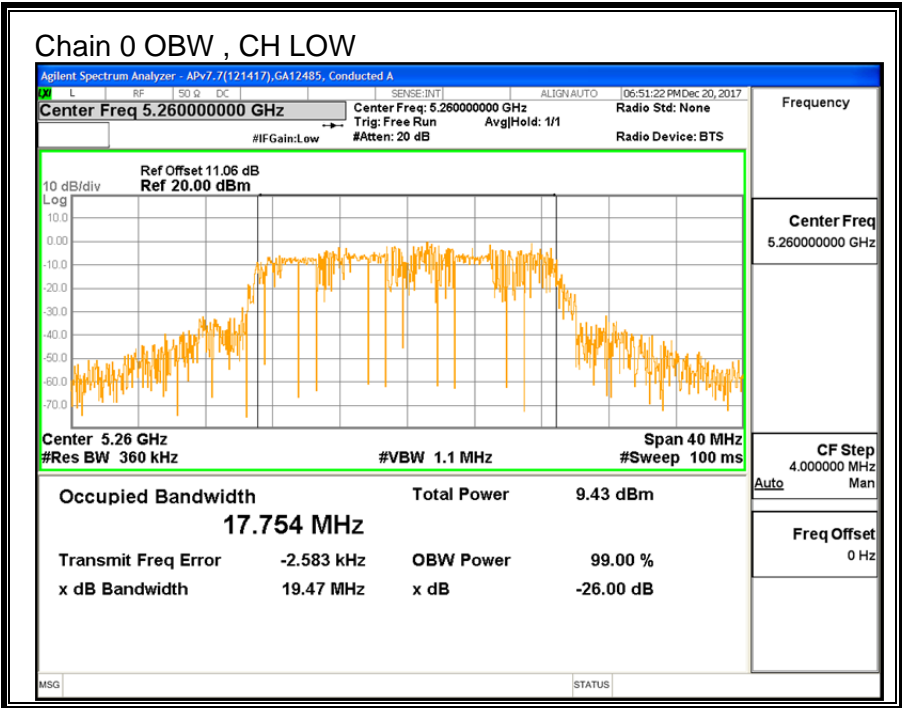 Chain 0 OBW , CH LOW
Agilent Spectrum Analyzer - APv7.7(121417),GA12485, Conducted A
LXI L RF 50 Ω DC SENSE:INT ALIGN AUTO 06:51:22 PM Dec 20, 2017
Center Freq 5.260000000 GHz
Center Freq: 5.260000000 GHz
Radio Std: None
Trig: Free Run Avg|Hold: 1/1
#IFGain:Low
#Atten: 20 dB
Radio Device: BTS
Frequency
Ref Offset 11.06 dB
10 dB/div Ref 20.00 dBm
Log
10.0
0.00
-10.0
-20.0
-30.0
-40.0
-50.0
-60.0
-70.0
Center Freq
5.260000000 GHz
Center 5.26 GHz
Span 40 MHz
#Res BW 360 kHz
#VBW 1.1 MHz
#Sweep 100 ms
CF Step
4.000000 MHz
Auto Man
Occupied Bandwidth
17.754 MHz
Total Power 9.43 dBm
Transmit Freq Error -2.583 kHz OBW Power 99.00 %
x dB Bandwidth 19.47 MHz x dB -26.00 dB
Freq Offset
0 Hz
MSG
STATUS